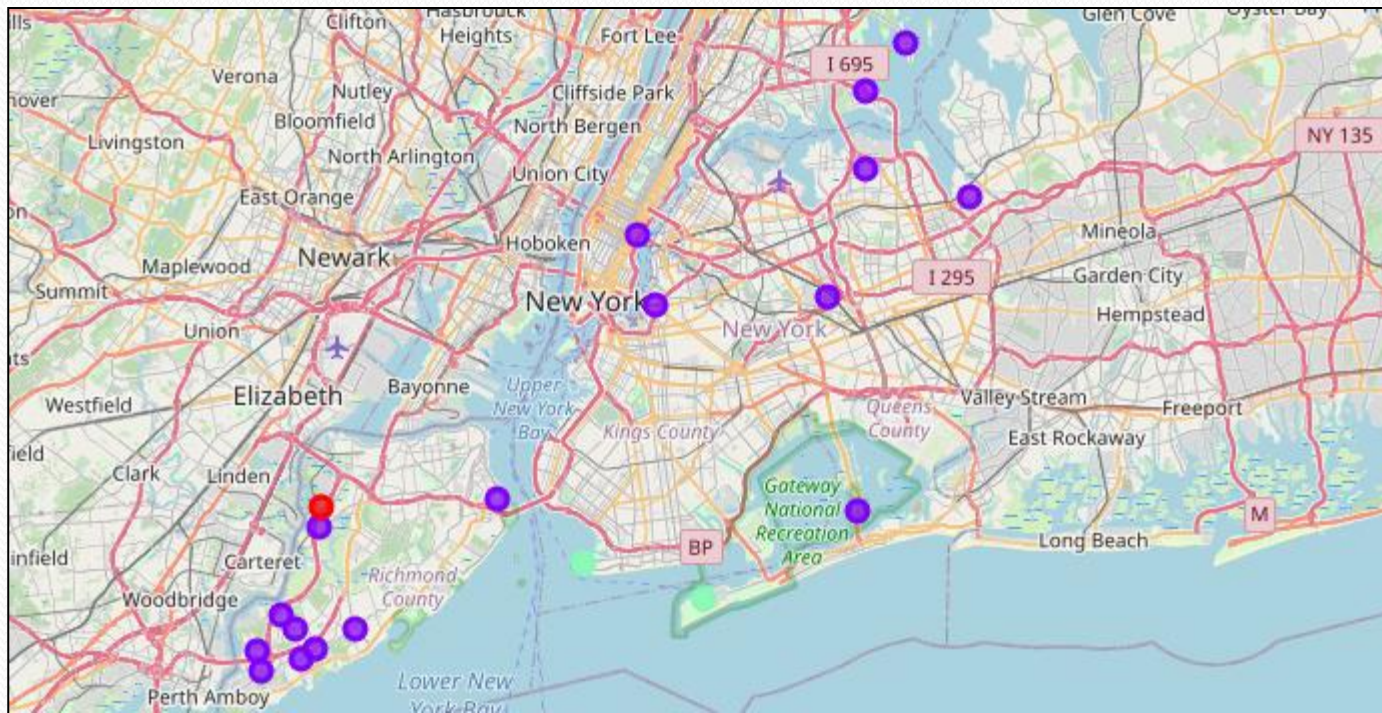 Clifton
Hasbrouck
Heights
Fort Lee
Glen Cove
Oyster Bay
I 695
Verona
Nutley
Cliffside Park
Bloomfield
Livingston
North Bergen
North Arlington
NY 135
Union City
East Orange
Mineola
Hoboken
Newark
Maplewood
I 295
Garden City
Summit
New York
Hempstead
Union
New York
Bayonne
Upper
New York
Bay
Elizabeth
Westfield
Valley Stream
Freeport
Queens
County
Kings County
East Rockaway
Clark
Linden
Gateway
National
Recreation
Area
M
BP
Long Beach
Carteret
Richmond
County
Woodbridge
Lower New
York Bay
Perth Amboy